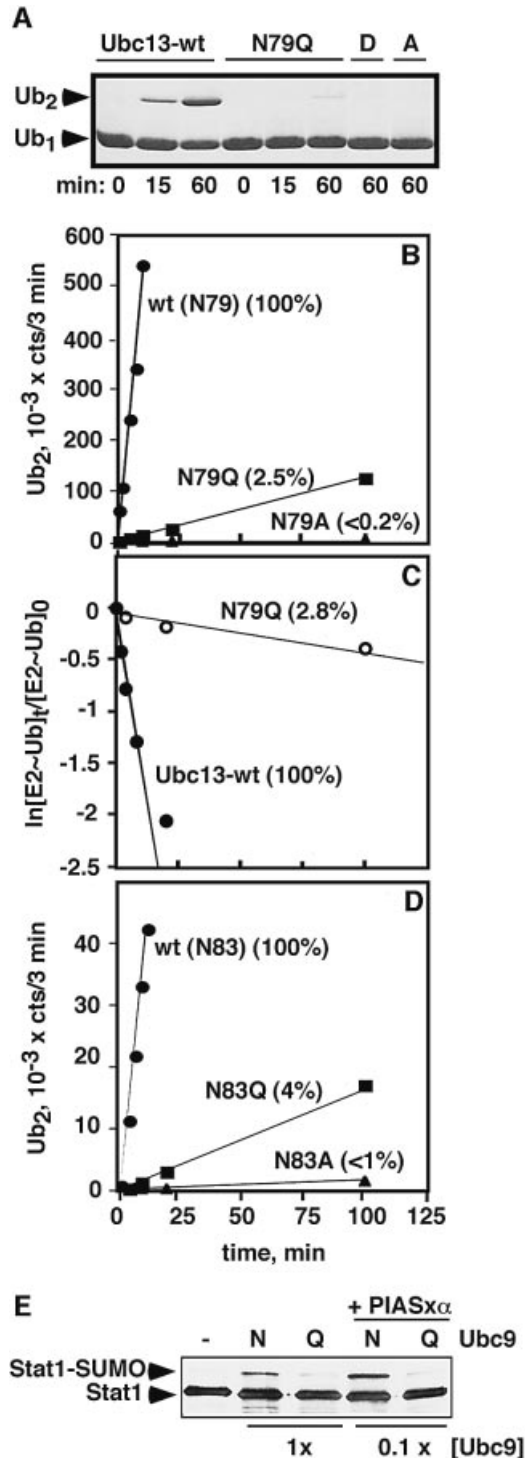 A
Ubc13-wt N79Q D A
Ub2
Ub1
min: 0 15 60 0 15 60 60 60
B
600
500
400
300
200
100
0
Ub2, 10-3 x cts/3 min
wt (N79) (100%)
N79Q (2.5%)
N79A (<0.2%)
C
0
-0.5
-1
-1.5
-2
-2.5
ln[E2~Ub]t/[E2~Ub]0
N79Q (2.8%)
Ubc13-wt (100%)
D
40
30
20
10
0
Ub2, 10-3 x cts/3 min
wt (N83) (100%)
N83Q (4%)
N83A (<1%)
0 25 50 75 100 125
time, min
E
+ PIASxα
- N Q N Q Ubc9
Stat1-SUMO
Stat1
1x 0.1 x [Ubc9]